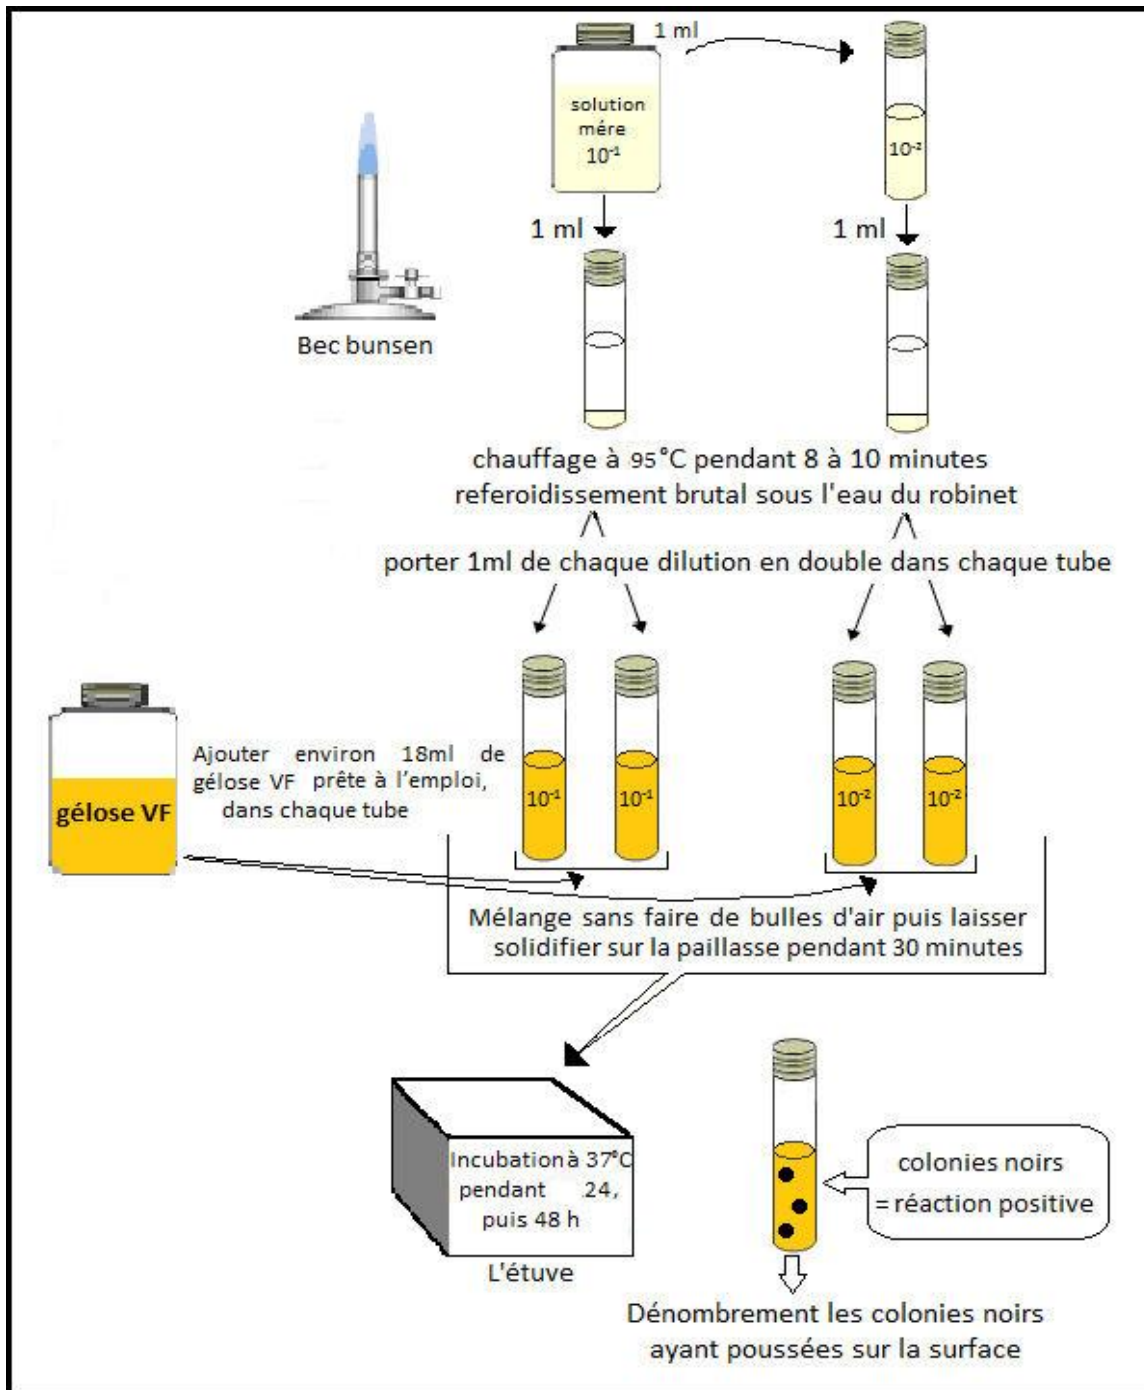 1 ml
solution
mére
10⁻¹
10⁻²
1 ml
1 ml
Bec bunsen
chauffage à 95°C pendant 8 à 10 minutes
referoidissement brutal sous l'eau du robinet
porter 1ml de chaque dilution en double dans chaque tube
gélose VF
Ajouter environ 18ml de
gélose VF prête à l’emploi,
dans chaque tube
10⁻¹
10⁻¹
10⁻²
10⁻²
Mélange sans faire de bulles d'air puis laisser
solidifier sur la paillasse pendant 30 minutes
Incubation à 37°C
pendant 24,
puis 48 h
L'étuve
colonies noirs
= réaction positive
Dénombrement les colonies noirs
ayant poussées sur la surface